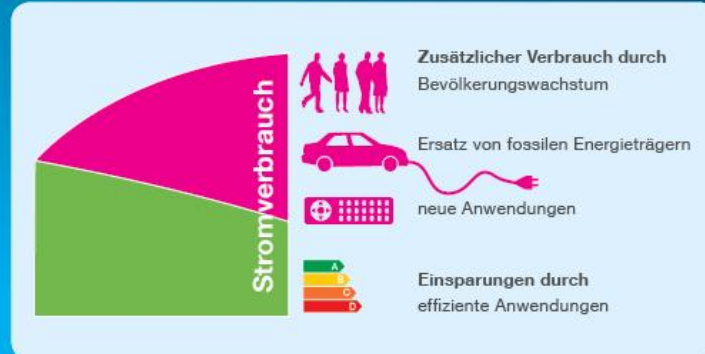 Stromverbrauch
Zusätzlicher Verbrauch durch
Bevölkerungswachstum
Ersatz von fossilen Energieträgern
neue Anwendungen
A
B
C
D
Einsparungen durch
effiziente Anwendungen